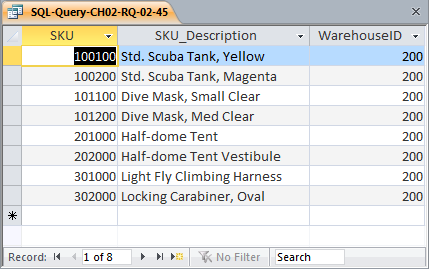 SQL-Query-CH02-RQ-02-45
SKU SKU_Description WarehouseID
100100 Std. Scuba Tank, Yellow 200
100200 Std. Scuba Tank, Magenta 200
101100 Dive Mask, Small Clear 200
101200 Dive Mask, Med Clear 200
201000 Half-dome Tent 200
202000 Half-dome Tent Vestibule 200
301000 Light Fly Climbing Harness 200
302000 Locking Carabiner, Oval 200
Record: 1 of 8 No Filter Search